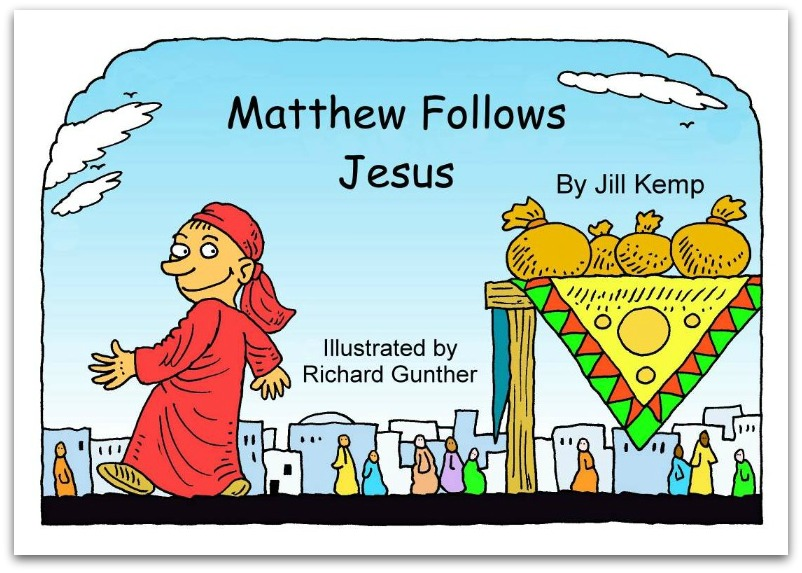 Matthew Follows
Jesus
By Jill Kemp
Illustrated by
Richard Gunther